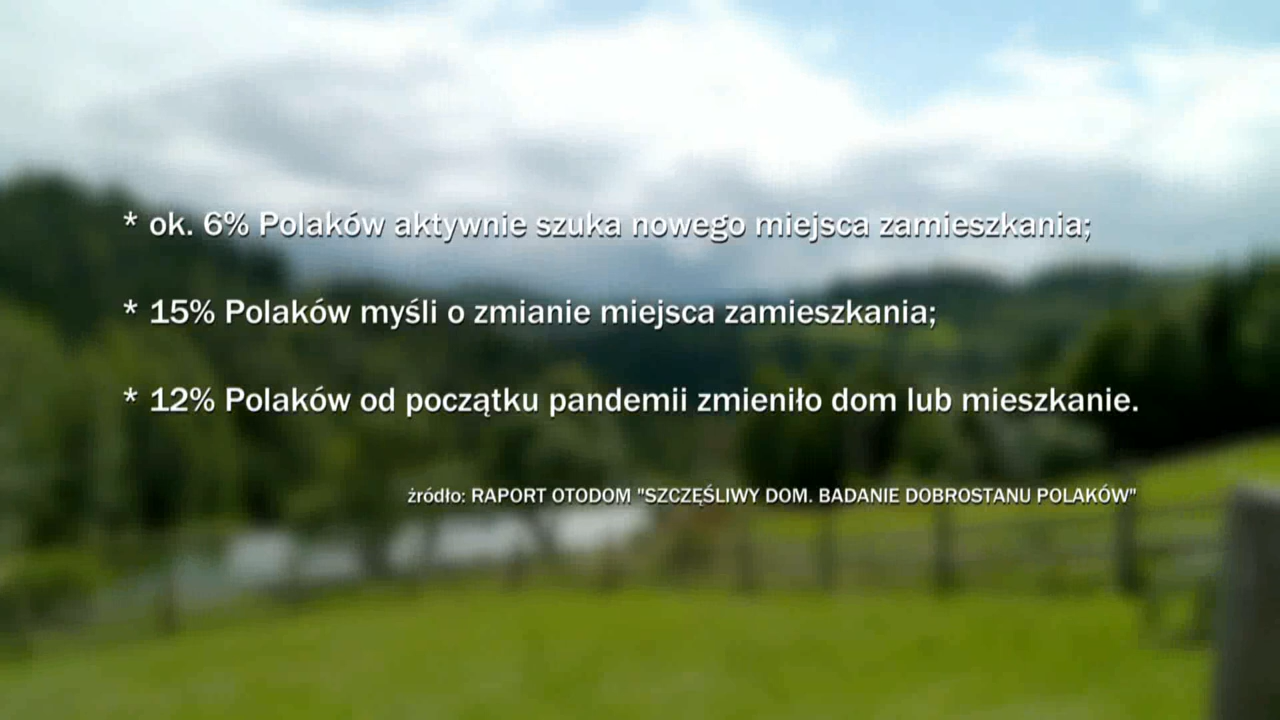 * ok. 6% Polaków aktywnie szuka nowego miejsca zamieszkania;
* 15% Polaków myśli o zmianie miejsca zamieszkania;
* 12% Polaków od początku pandemii zmieniło dom lub mieszkanie.
żródło: RAPORT OTODOM "SZCZĘŚLIWY DOM. BADANIE DOBROSTANU POLAKÓW"